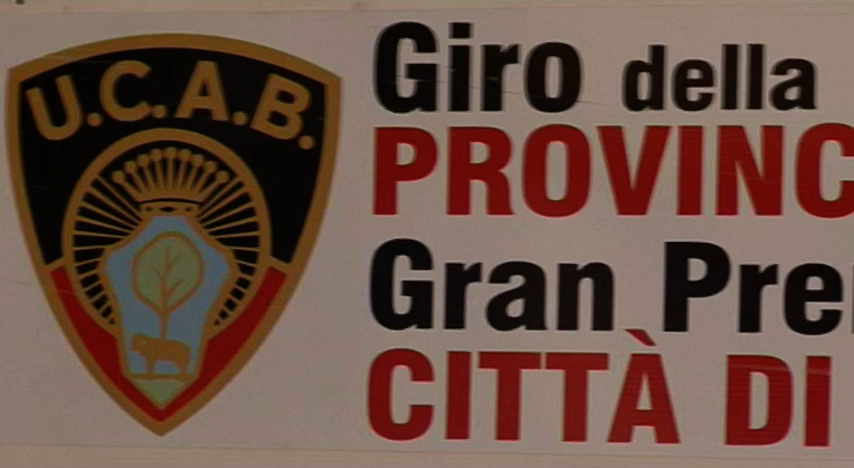 U.C.A.B.
Giro della
PROVINC
Gran Pre
CITTÀ DI